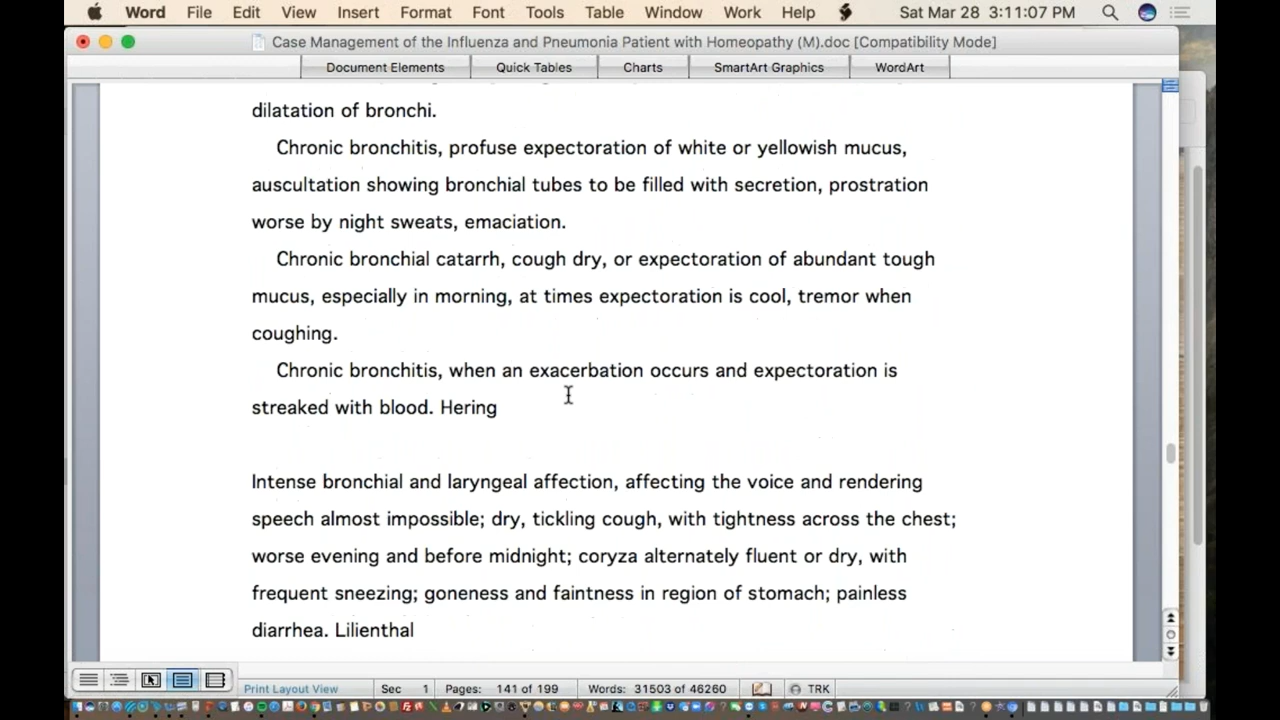 Word File Edit View Insert Format Font Tools Table Window Work Help Sat Mar 28 3:11:07 PM
Case Management of the Influenza and Pneumonia Patient with Homeopathy (M).doc [Compatibility Mode]
Document Elements Quick Tables Charts SmartArt Graphics WordArt
dilatation of bronchi.
Chronic bronchitis, profuse expectoration of white or yellowish mucus,
auscultation showing bronchial tubes to be filled with secretion, prostration
worse by night sweats, emaciation.
Chronic bronchial catarrh, cough dry, or expectoration of abundant tough
mucus, especially in morning, at times expectoration is cool, tremor when
coughing.
Chronic bronchitis, when an exacerbation occurs and expectoration is
streaked with blood. Hering
Intense bronchial and laryngeal affection, affecting the voice and rendering
speech almost impossible; dry, tickling cough, with tightness across the chest;
worse evening and before midnight; coryza alternately fluent or dry, with
frequent sneezing; goneness and faintness in region of stomach; painless
diarrhea. Lilienthal
Print Layout View Sec 1 Pages: 141 of 199 Words: 31503 of 46260 TRK